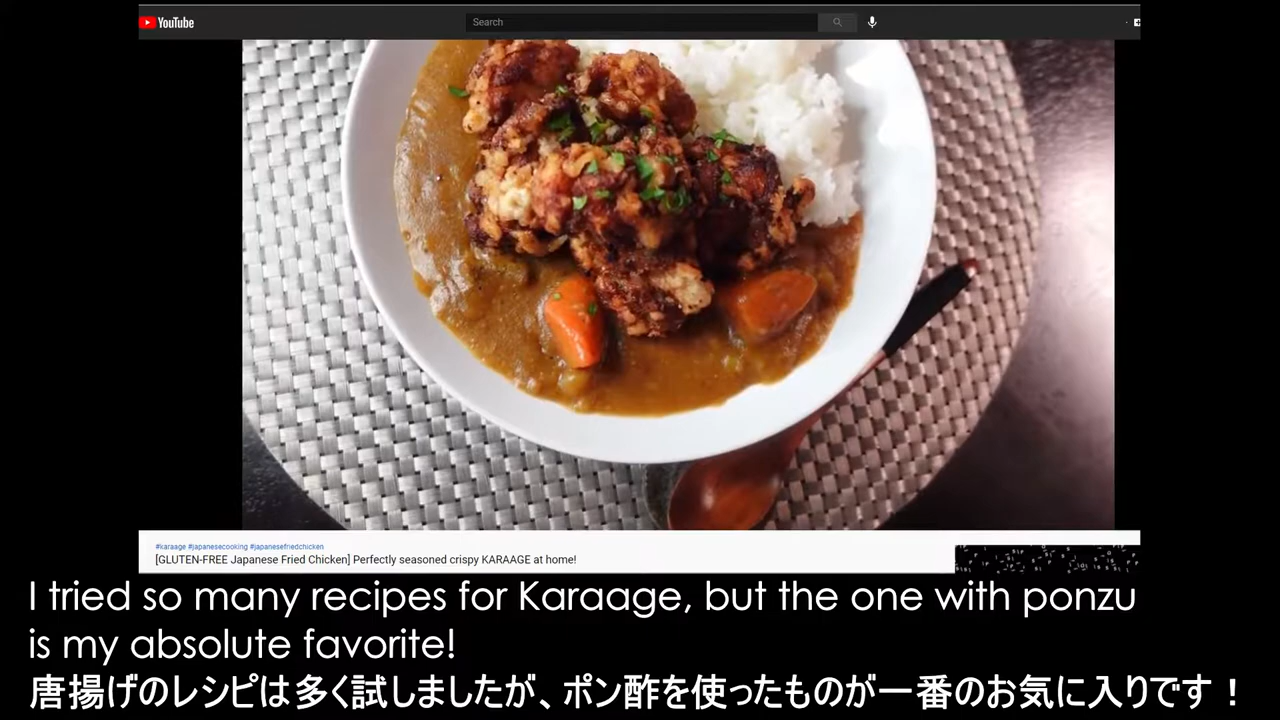 YouTube
Search
#karaage #japanesecooking #japanesefriedchicken
[GLUTEN-FREE Japanese Fried Chicken] Perfectly seasoned crispy KARAAGE at home!
I tried so many recipes for Karaage, but the one with ponzu
is my absolute favorite!
唐揚げのレシピは多く試しましたが、ポン酢を使ったものが一番のお気に入りです！